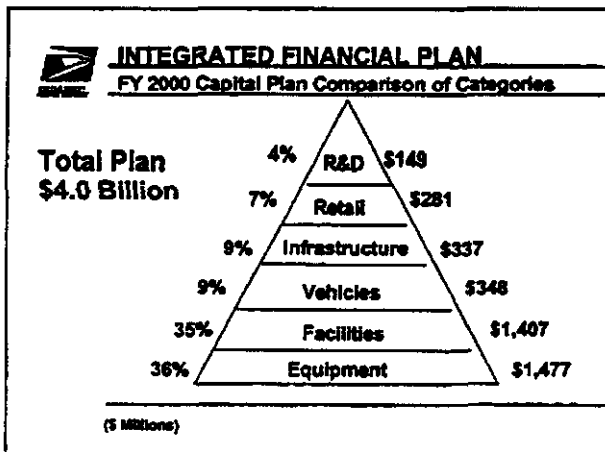 INTEGRATED FINANCIAL PLAN
FY 2000 Capital Plan Comparison of Categories
Total Plan
$4.0 Billion
4% R&D $149
7% Retail $281
9% Infrastructure $337
9% Vehicles $348
35% Facilities $1,407
36% Equipment $1,477
($ Millions)